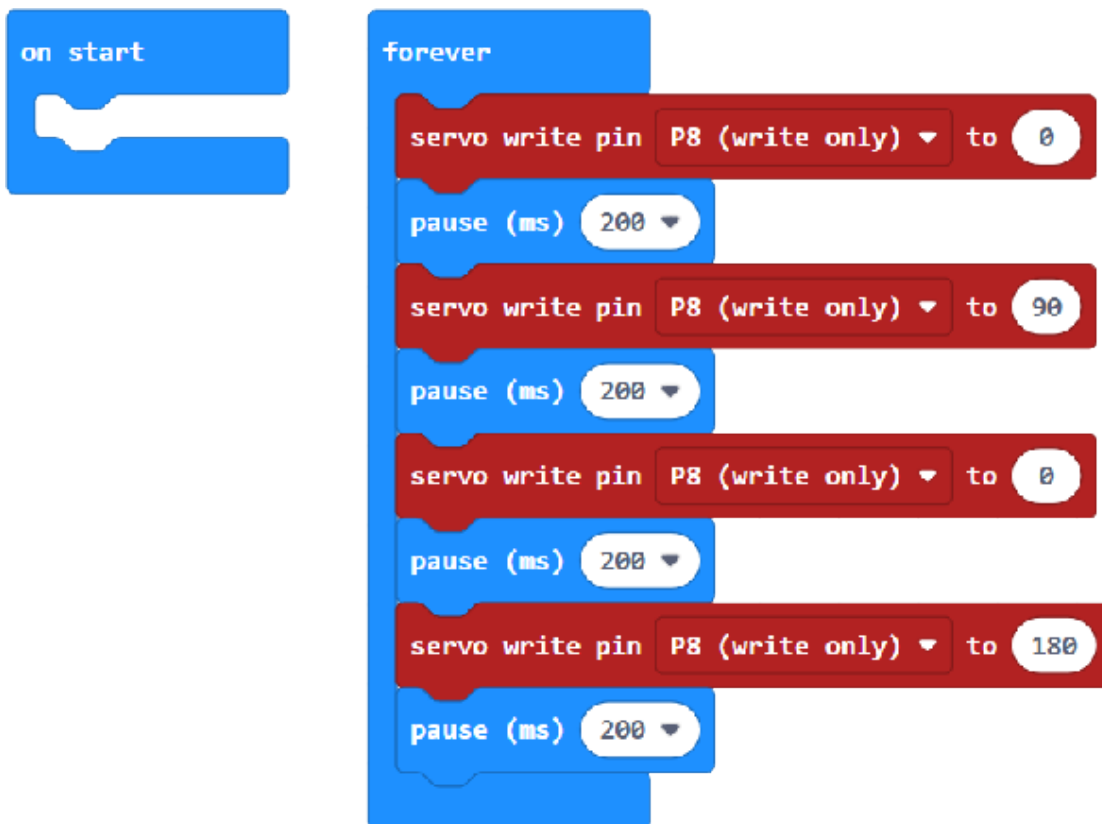 on start
forever
servo write pin P8 (write only) to 0
pause (ms) 200
servo write pin P8 (write only) to 90
pause (ms) 200
servo write pin P8 (write only) to 0
pause (ms) 200
servo write pin P8 (write only) to 180
pause (ms) 200